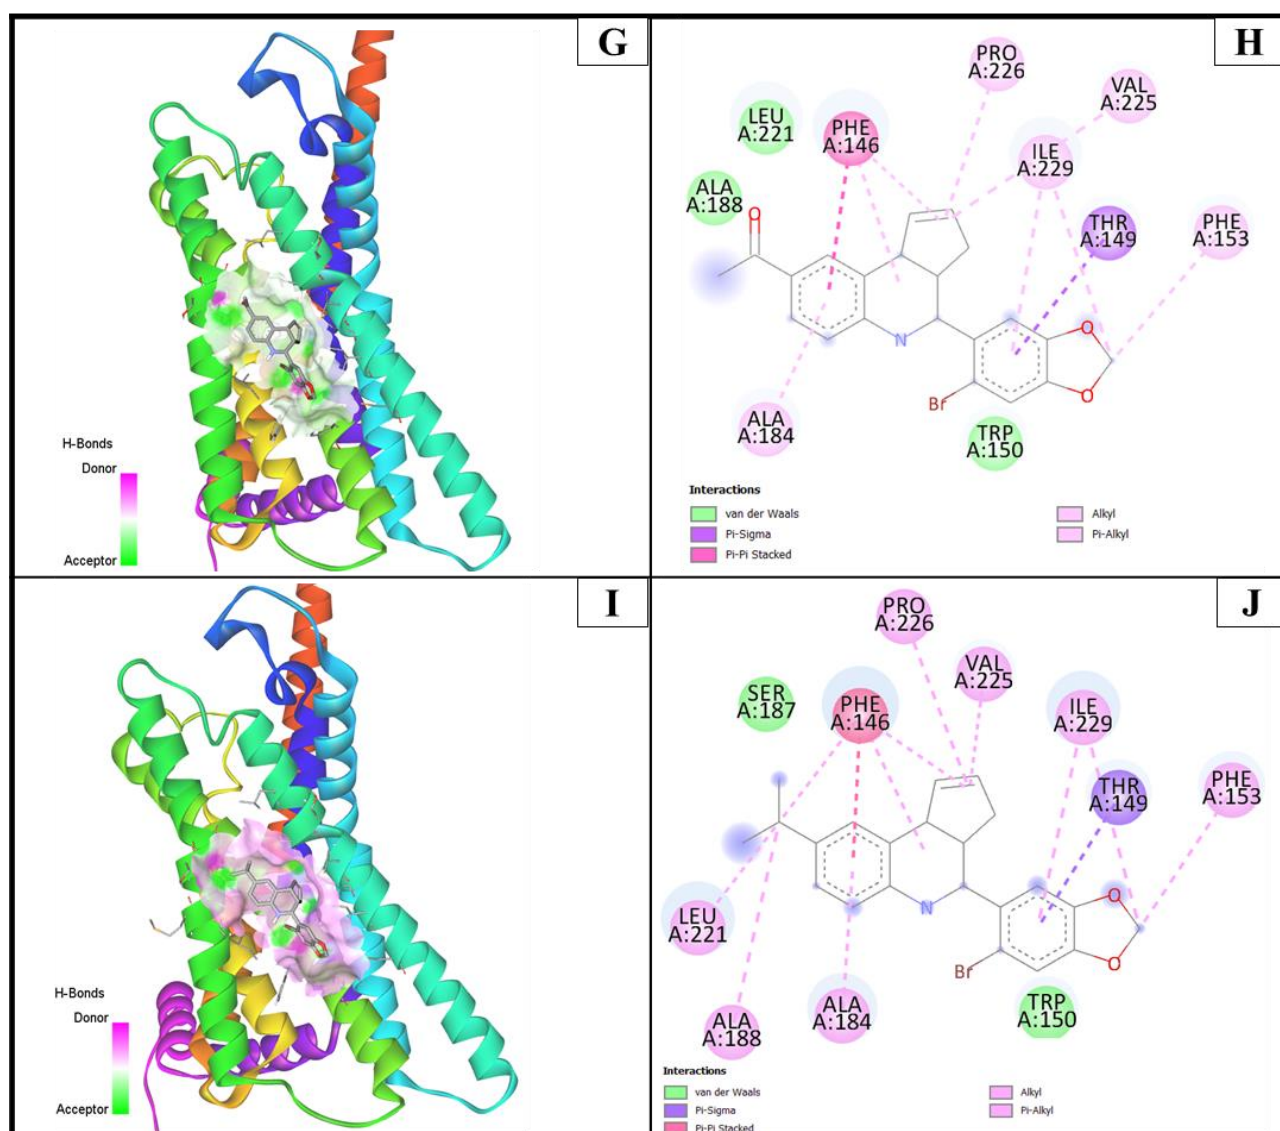 G
H-Bonds
Donor
Acceptor
H
PRO
A:226
VAL
A:225
LEU
A:221
PHE
A:146
ILE
A:229
ALA
A:188
O
THR
A:149
PHE
A:153
O
N
Br
O
ALA
A:184
TRP
A:150
Interactions
van der Waals
Pi-Sigma
Pi-Pi Stacked
Alkyl
Pi-Alkyl
I
H-Bonds
Donor
Acceptor
J
PRO
A:226
VAL
A:225
SER
A:187
PHE
A:146
ILE
A:229
THR
A:149
PHE
A:153
O
N
LEU
A:221
Br
O
ALA
A:188
ALA
A:184
TRP
A:150
Interactions
van der Waals
Pi-Sigma
Pi-Pi Stacked
Alkyl
Pi-Alkyl